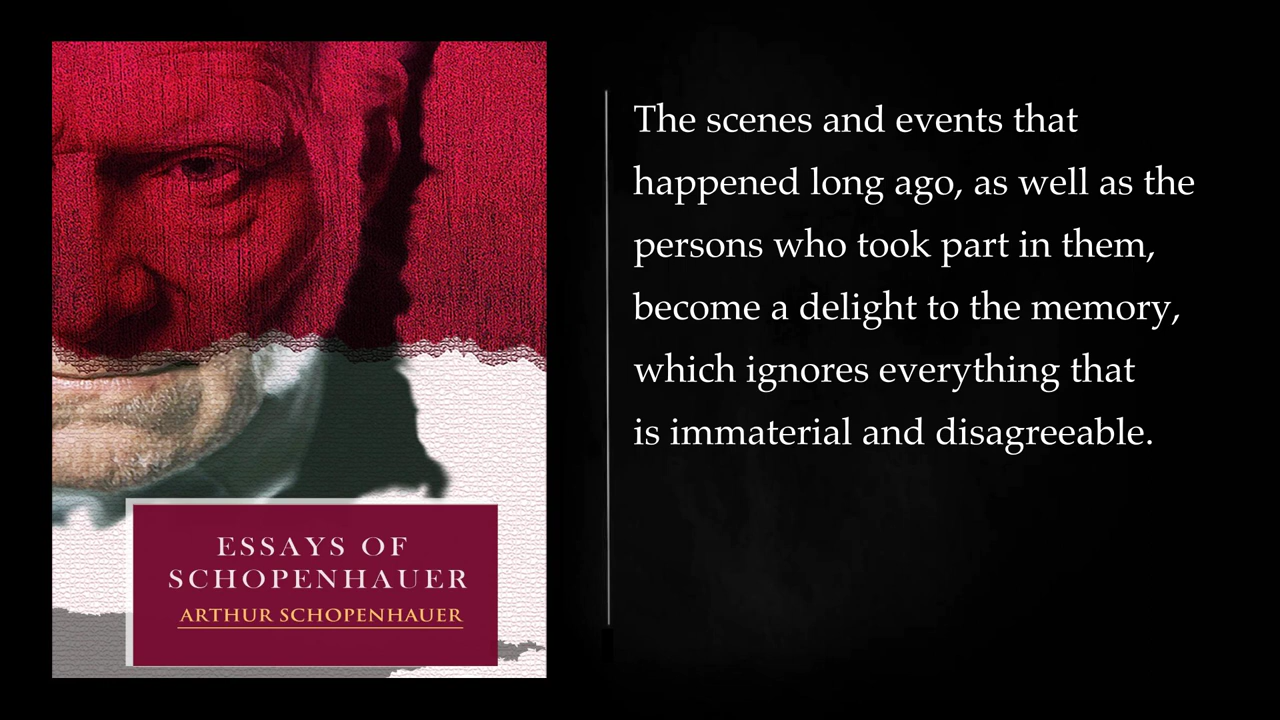 ESSAYS OF
SCHOPENHAUER
ARTHUR SCHOPENHAUER
The scenes and events that
happened long ago, as well as the
persons who took part in them,
become a delight to the memory,
which ignores everything that
is immaterial and disagreeable.